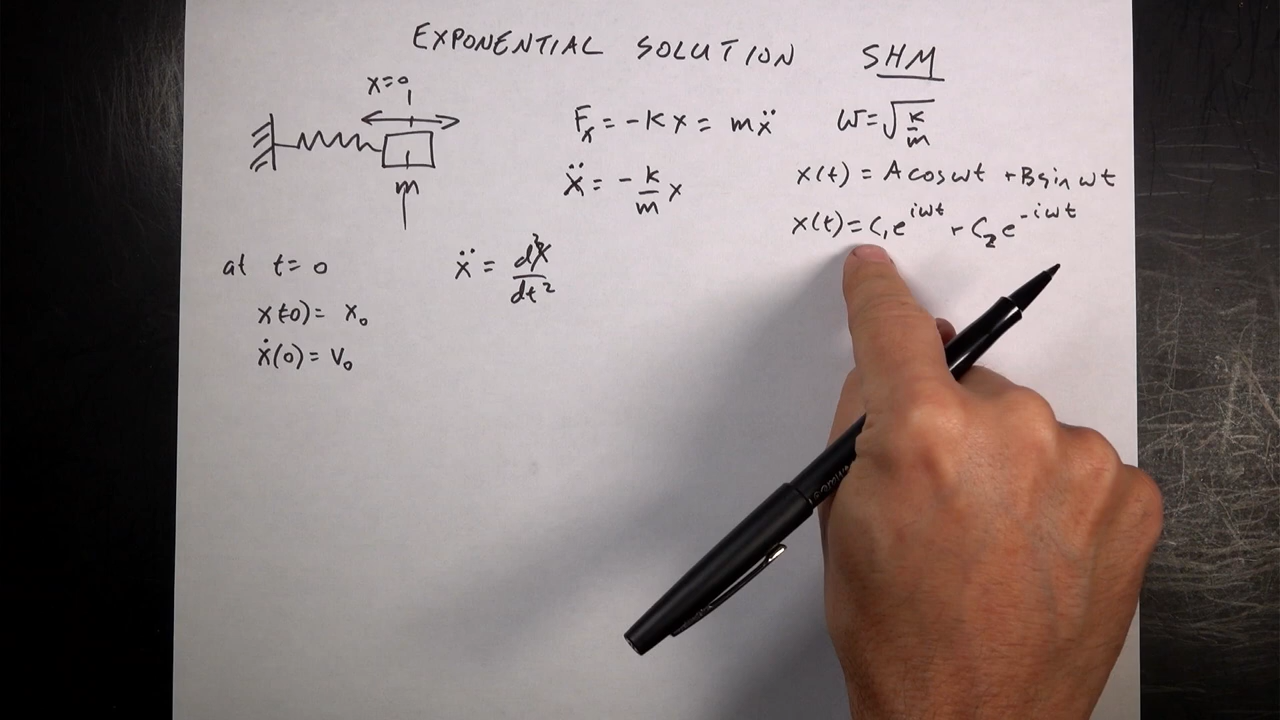 EXPONENTIAL SOLUTION SHM
x=0
m
F_x = -kx = mẍ
ẍ = - k/m x
ω = √(k/m)
x(t) = A cos ωt + B sin ωt
x(t) = C₁e^(iωt) + C₂e^(-iωt)
at t = 0
x(0) = x₀
ẋ(0) = v₀
ẍ = d²x/dt²